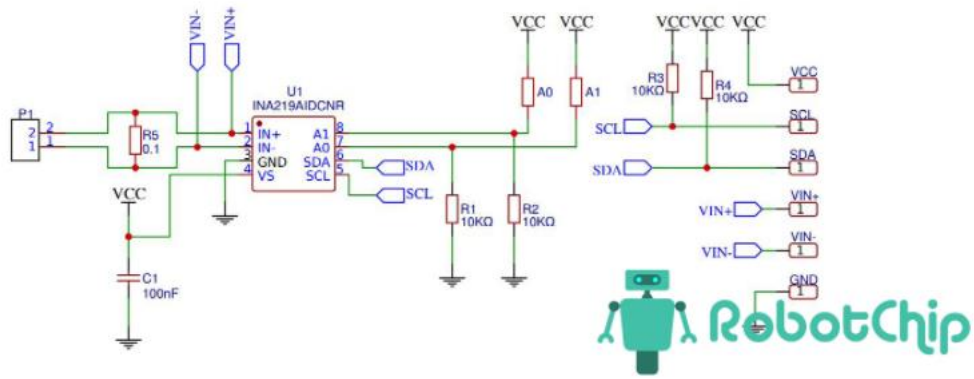 VIN-
VIN+
VCC
VCC
VCC
VCC
VCC
P1
2
1
2
1
R5
0.1
U1
INA219AIDCNR
1
2
3
4
IN+
IN-
GND
VS
A1
A0
SDA
SCL
8
7
6
5
SDA
SCL
A0
A1
R1
10KΩ
R2
10KΩ
VCC
C1
100nF
R3
10KΩ
R4
10KΩ
SCL
SDA
VIN+
VIN-
VCC
1
SCL
1
SDA
1
VIN+
1
VIN-
1
GND
1
RobotChip